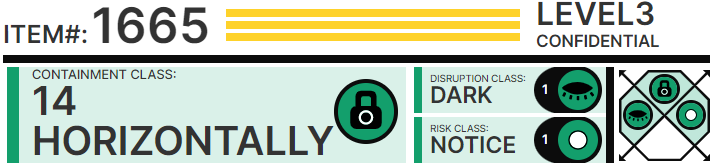 ITEM#: 1665
LEVEL3
CONFIDENTIAL
CONTAINMENT CLASS:
14
HORIZONTALLY
DISRUPTION CLASS:
DARK
1
RISK CLASS:
NOTICE
1